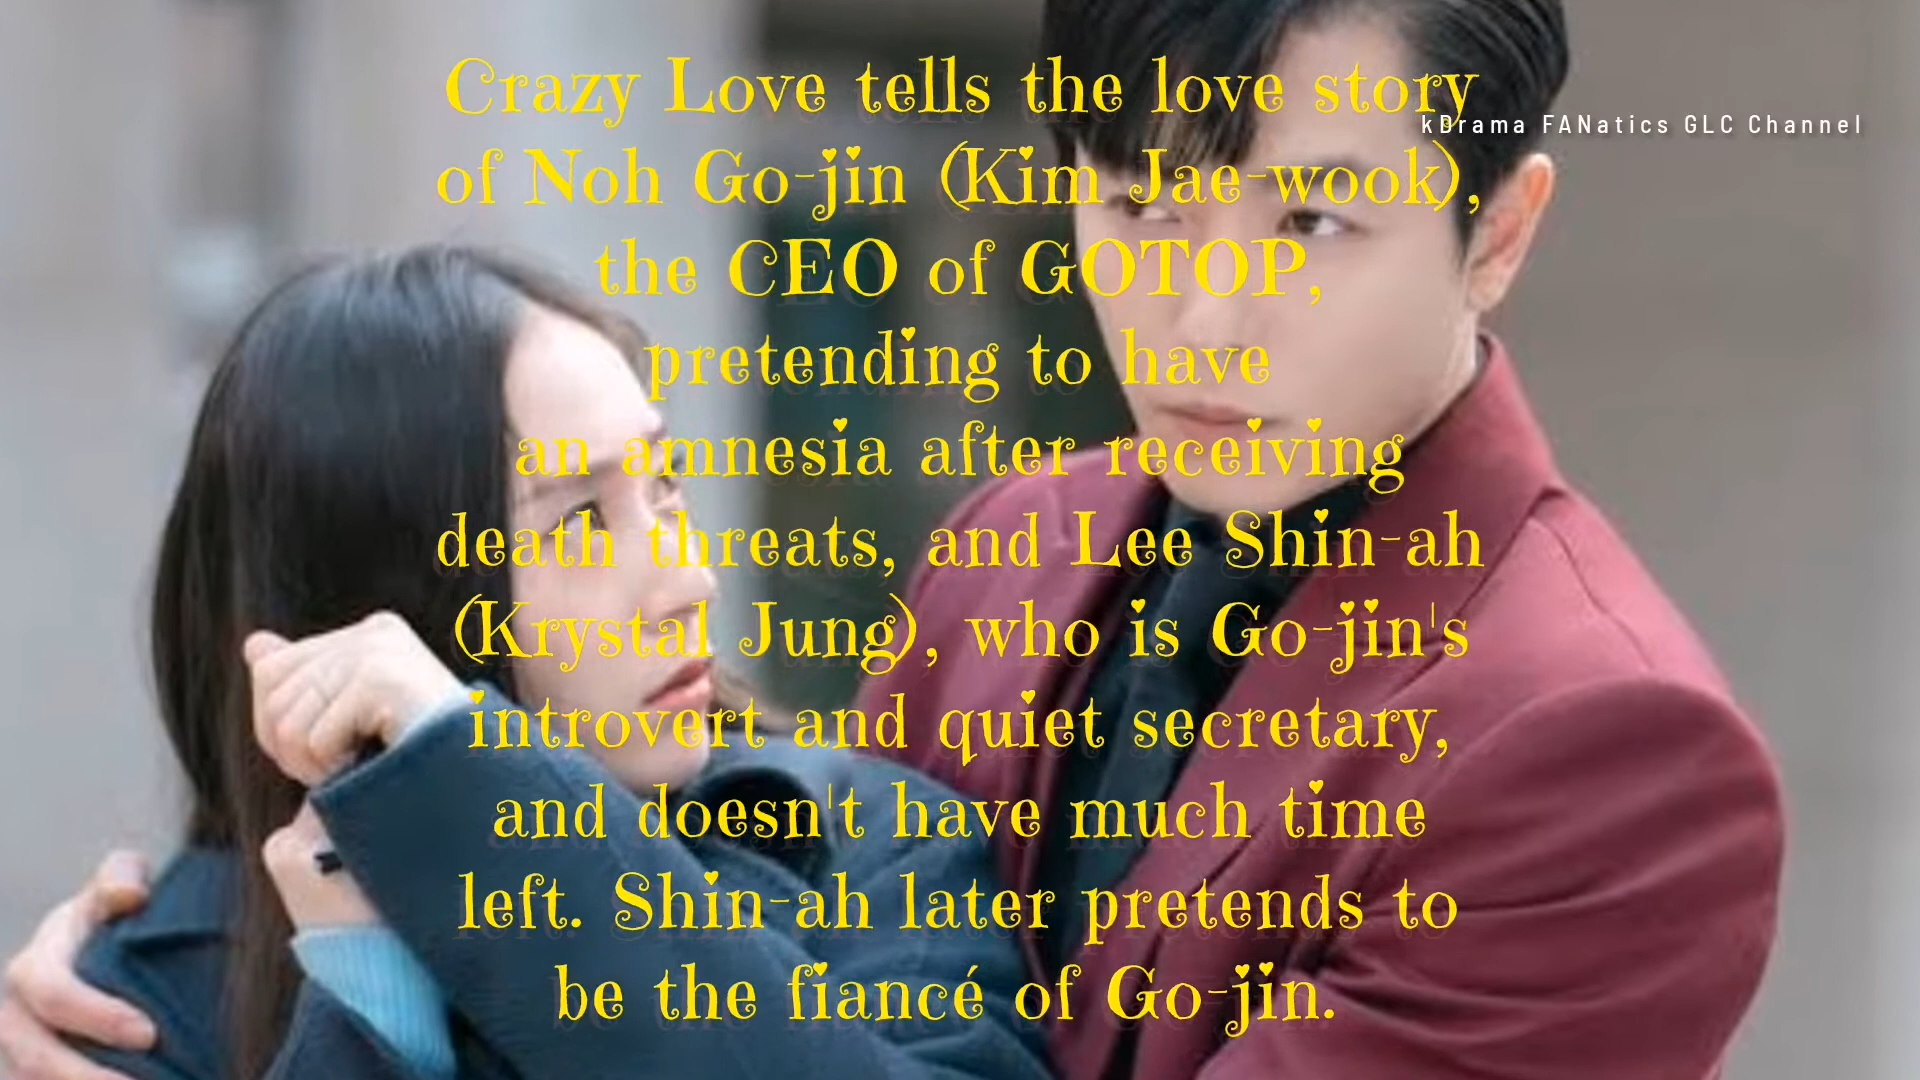 Crazy Love tells the love story
kDrama FANatics GLC Channel
of Noh Go-jin (Kim Jae-wook),
the CEO of GOTOP,
pretending to have
an amnesia after receiving
death threats, and Lee Shin-ah
(Krystal Jung), who is Go-jin's
introvert and quiet secretary,
and doesn't have much time
left. Shin-ah later pretends to
be the fiancé of Go-jin.